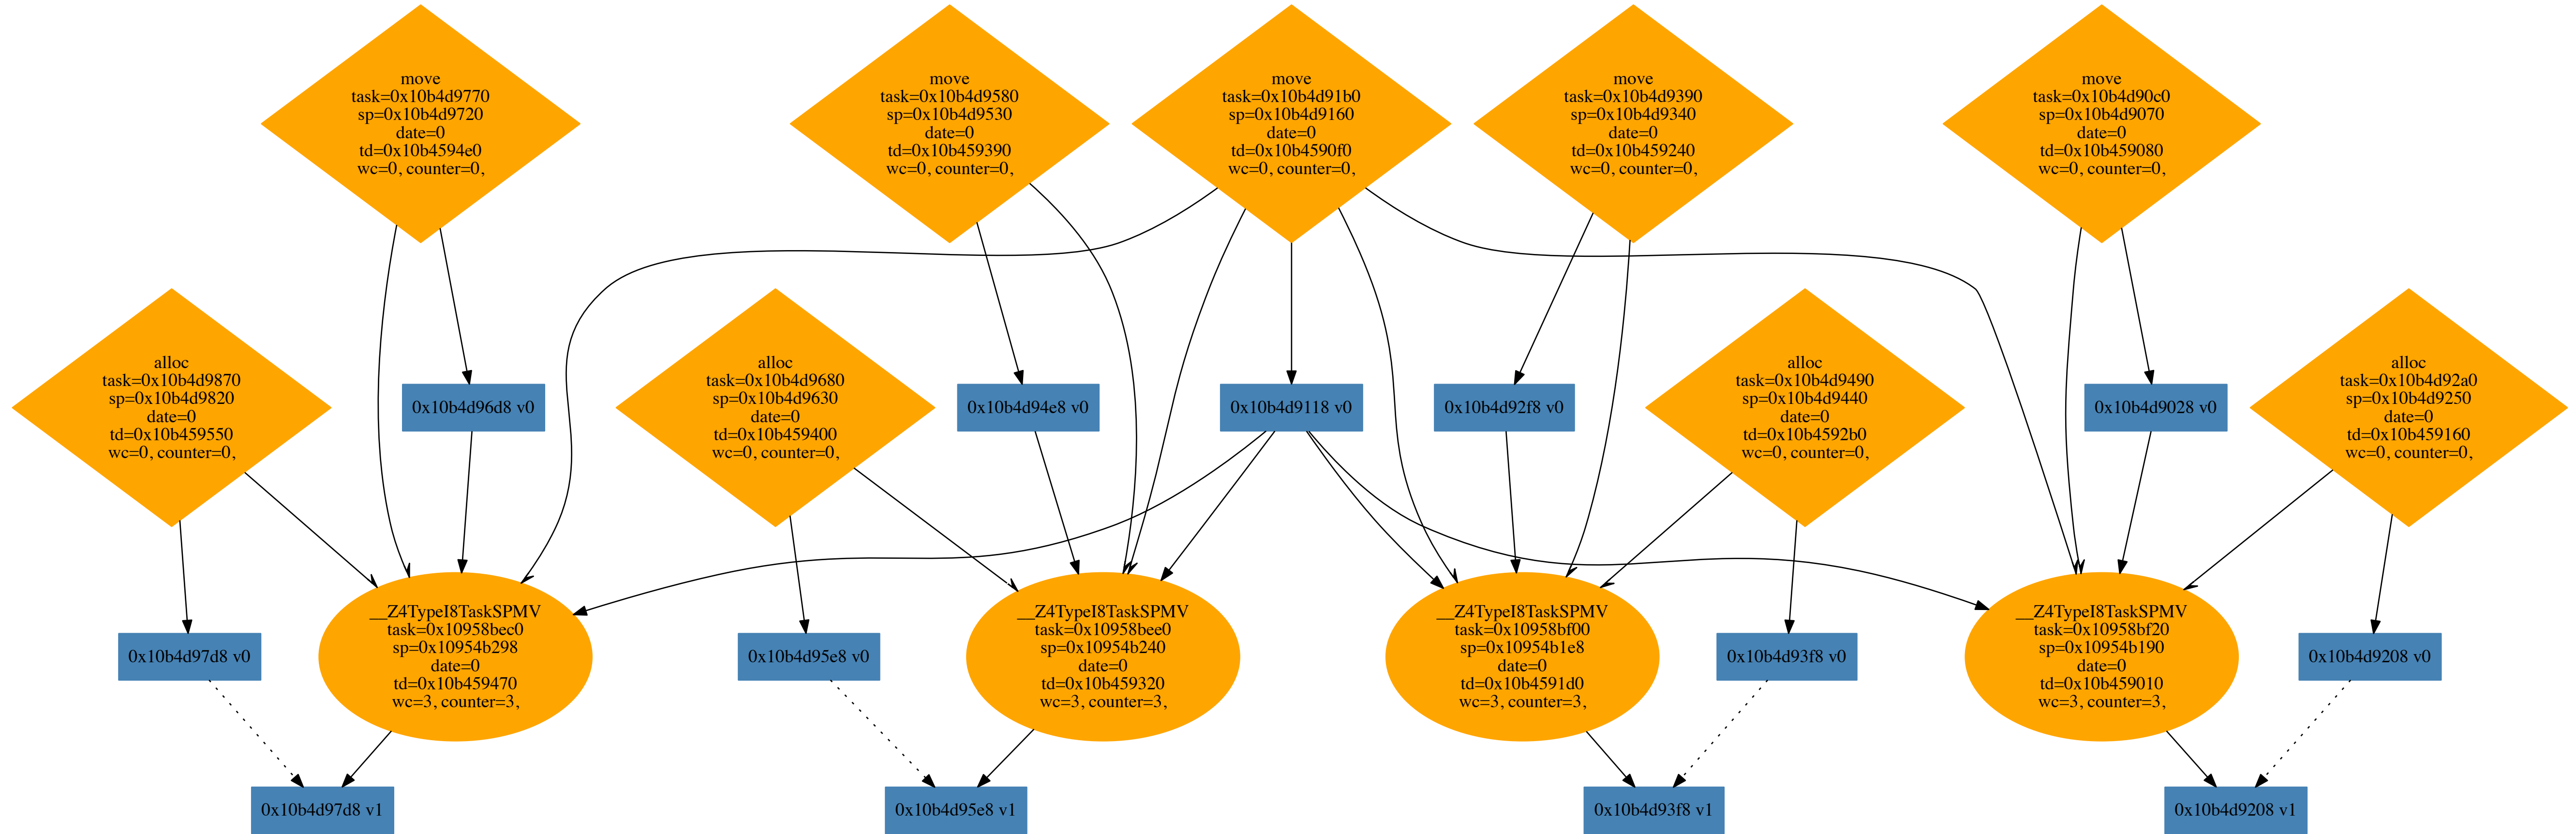 move
task=0x10b4d9770
sp=0x10b4d9720
date=0
td=0x10b4594e0
wc=0, counter=0,
move
task=0x10b4d9580
sp=0x10b4d9530
date=0
td=0x10b459390
wc=0, counter=0,
move
task=0x10b4d91b0
sp=0x10b4d9160
date=0
td=0x10b4590f0
wc=0, counter=0,
move
task=0x10b4d9390
sp=0x10b4d9340
date=0
td=0x10b459240
wc=0, counter=0,
move
task=0x10b4d90c0
sp=0x10b4d9070
date=0
td=0x10b459080
wc=0, counter=0,
alloc
task=0x10b4d9870
sp=0x10b4d9820
date=0
td=0x10b459550
wc=0, counter=0,
0x10b4d96d8 v0
alloc
task=0x10b4d9680
sp=0x10b4d9630
date=0
td=0x10b459400
wc=0, counter=0,
0x10b4d94e8 v0
0x10b4d9118 v0
0x10b4d92f8 v0
alloc
task=0x10b4d9490
sp=0x10b4d9440
date=0
td=0x10b4592b0
wc=0, counter=0,
0x10b4d9028 v0
alloc
task=0x10b4d92a0
sp=0x10b4d9250
date=0
td=0x10b459160
wc=0, counter=0,
0x10b4d97d8 v0
__Z4TypeI8TaskSPMV
task=0x10958bec0
sp=0x10954b298
date=0
td=0x10b459470
wc=3, counter=3,
0x10b4d95e8 v0
__Z4TypeI8TaskSPMV
task=0x10958bee0
sp=0x10954b240
date=0
td=0x10b459320
wc=3, counter=3,
__Z4TypeI8TaskSPMV
task=0x10958bf00
sp=0x10954b1e8
date=0
td=0x10b4591d0
wc=3, counter=3,
0x10b4d93f8 v0
__Z4TypeI8TaskSPMV
task=0x10958bf20
sp=0x10954b190
date=0
td=0x10b459010
wc=3, counter=3,
0x10b4d9208 v0
0x10b4d97d8 v1
0x10b4d95e8 v1
0x10b4d93f8 v1
0x10b4d9208 v1